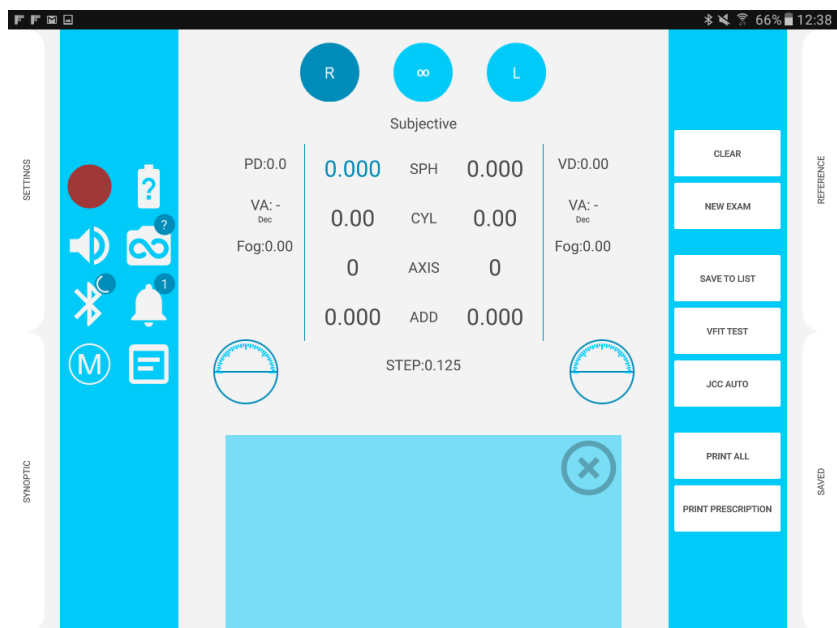 66% 12:38
R ∞ L
Subjective
PD:0.0 0.000 SPH 0.000 VD:0.00
VA: - 0.00 CYL 0.00 VA: -
Dec Dec
Fog:0.00 Fog:0.00
0 AXIS 0
0.000 ADD 0.000
STEP:0.125
SETTINGS
SYNOPTIC
?
?
1
M
CLEAR
NEW EXAM
SAVE TO LIST
VFIT TEST
JCC AUTO
PRINT ALL
PRINT PRESCRIPTION
REFERENCE
SAVED